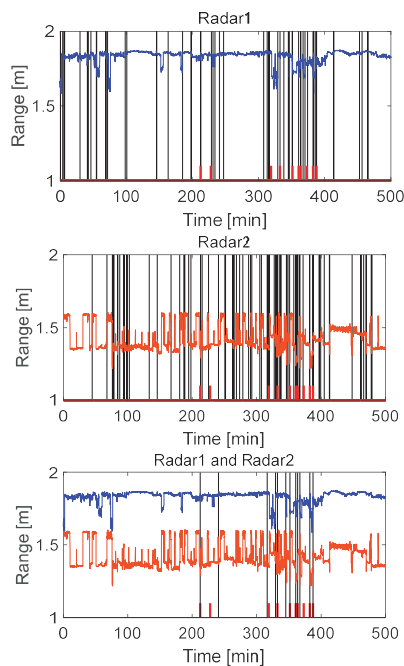 Radar1
Range [m]
2
1.5
1
0 100 200 300 400 500
Time [min]
Radar2
Range [m]
2
1.5
1
0 100 200 300 400 500
Time [min]
Radar1 and Radar2
Range [m]
2
1.5
1
0 100 200 300 400 500
Time [min]